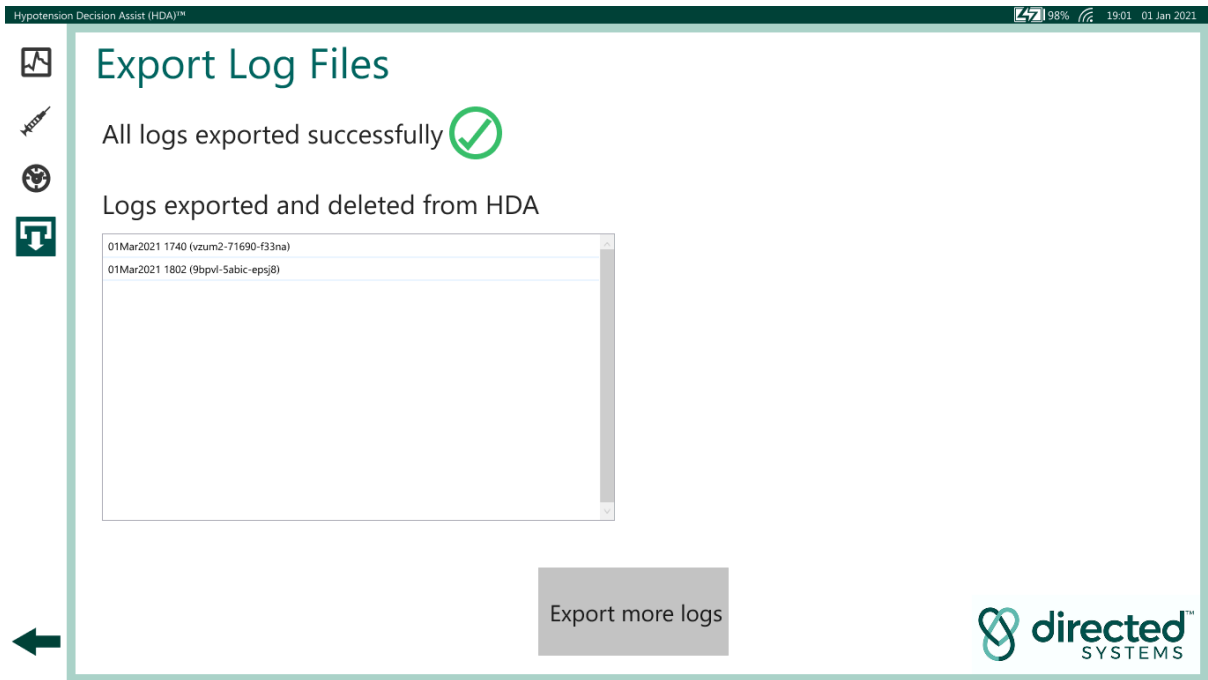 Hypotension Decision Assist (HDA)™ 98% 19:01 01 Jan 2021
Export Log Files
All logs exported successfully
Logs exported and deleted from HDA
01Mar2021 1740 (vzum2-71690-f33na)
01Mar2021 1802 (9bpvl-5abic-epsj8)
Export more logs
directed™
SYSTEMS